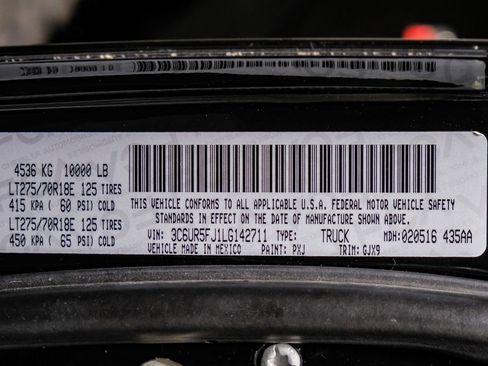 4536 KG 10000 LB
LT275/70R18E 125 TIRES
415 KPA ( 60 PSI) COLD
LT275/70R18E 125 TIRES
450 KPA ( 65 PSI) COLD
THIS VEHICLE CONFORMS TO ALL APPLICABLE U.S.A. FEDERAL MOTOR VEHICLE SAFETY
STANDARDS IN EFFECT ON THE DATE OF MANUFACTURE SHOWN ABOVE.
VIN: 3C6UR5FJ1LG142711 TYPE: TRUCK MDH: 020516 435AA
VEHICLE MADE IN MEXICO PAINT: PXJ TRIM: GJX9